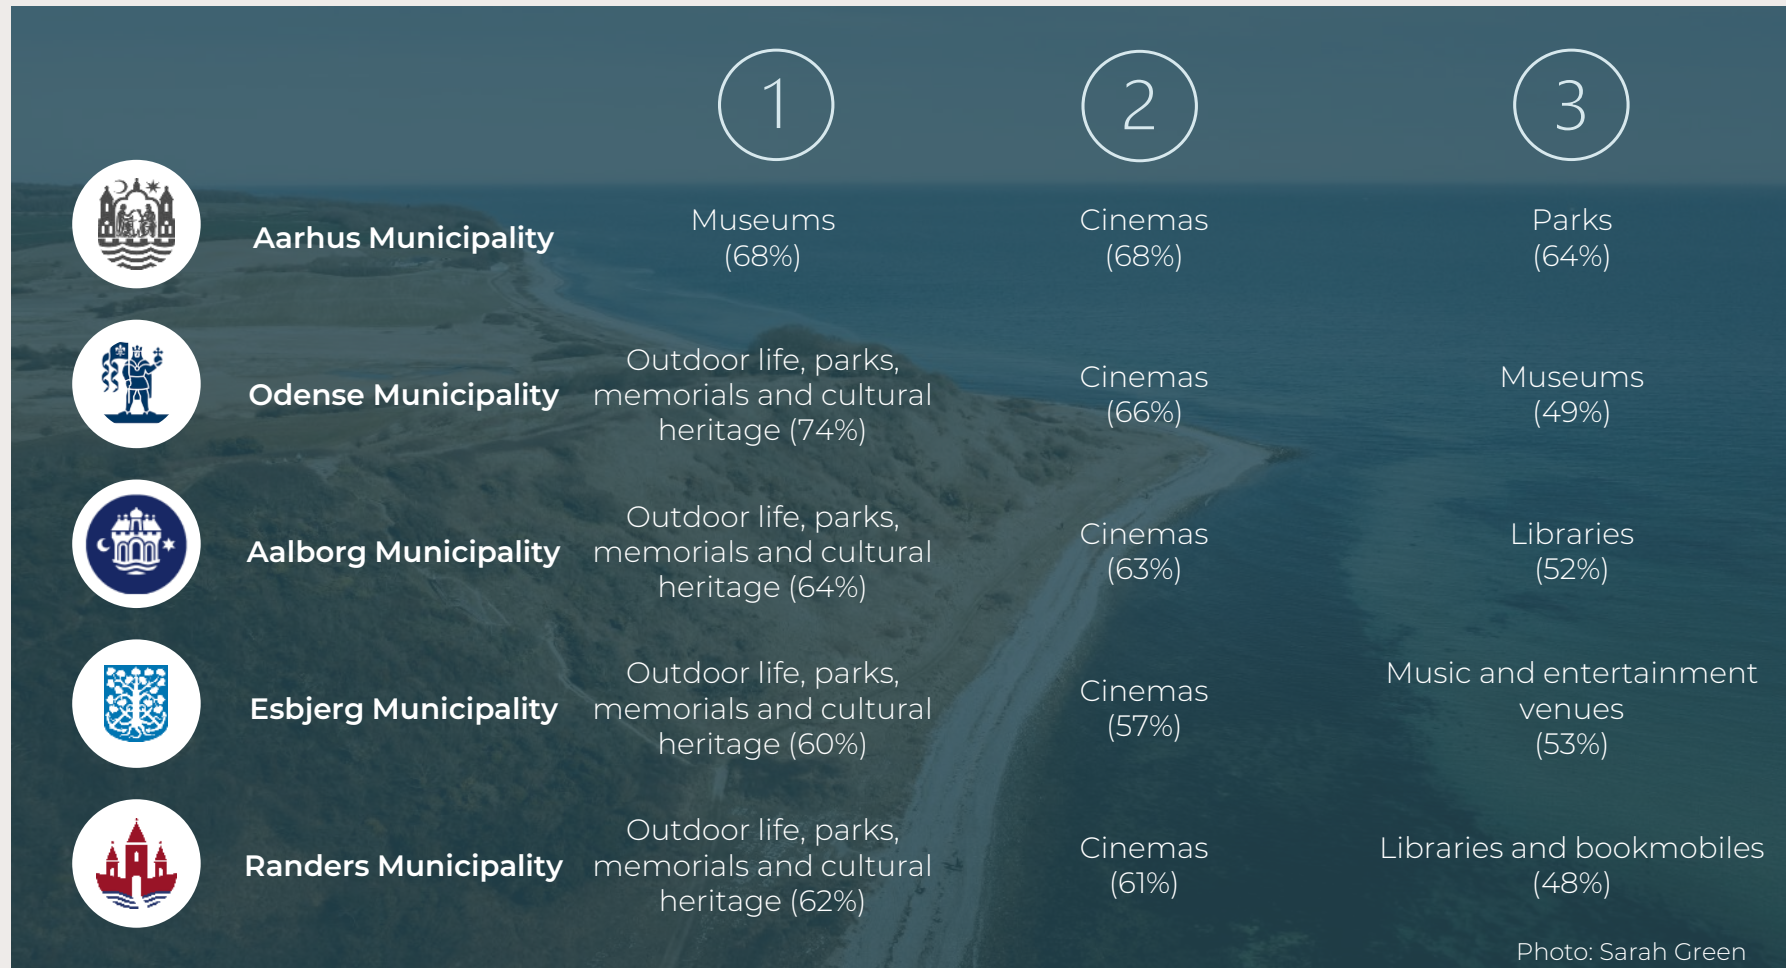 1
2
3
Aarhus Municipality
Museums
(68%)
Cinemas
(68%)
Parks
(64%)
Odense Municipality
Outdoor life, parks,
memorials and cultural
heritage (74%)
Cinemas
(66%)
Museums
(49%)
Aalborg Municipality
Outdoor life, parks,
memorials and cultural
heritage (64%)
Cinemas
(63%)
Libraries
(52%)
Esbjerg Municipality
Outdoor life, parks,
memorials and cultural
heritage (60%)
Cinemas
(57%)
Music and entertainment
venues
(53%)
Randers Municipality
Outdoor life, parks,
memorials and cultural
heritage (62%)
Cinemas
(61%)
Libraries and bookmobiles
(48%)
Photo: Sarah Green